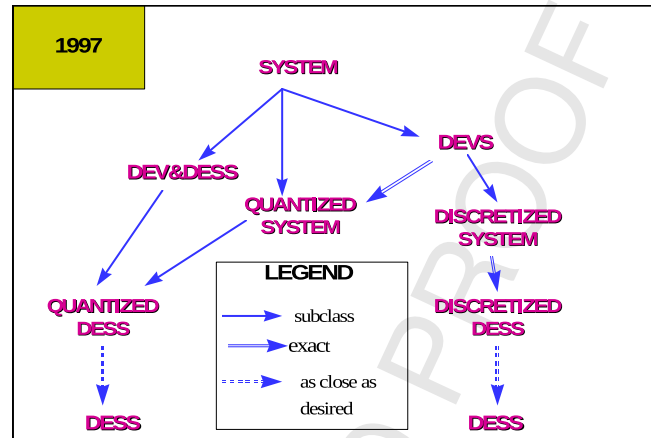 1997
SYSTEM
DEVS
DEV&DESS
QUANTIZED
SYSTEM
DISCRETIZED
SYSTEM
LEGEND
subclass
exact
as close as
desired
QUANTIZED
DESS
DISCRETIZED
DESS
DESS
DESS
PROOF